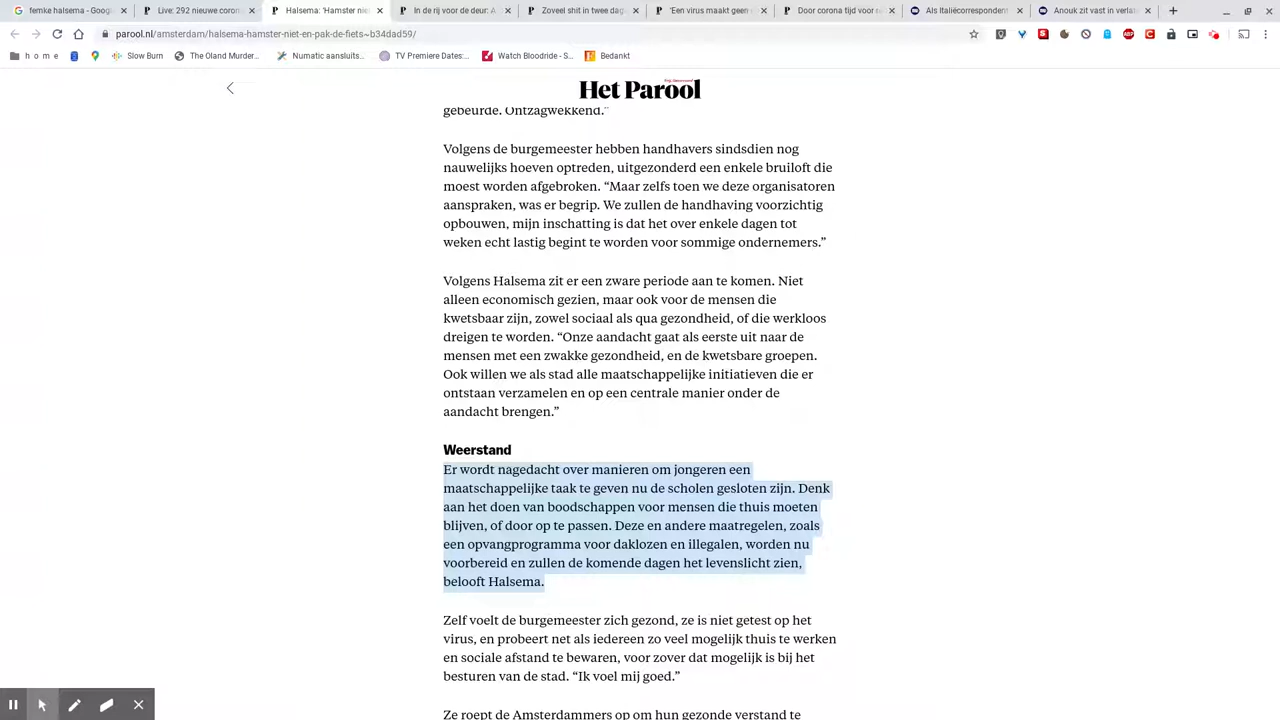 femke halsema - Goog
Live: 292 nieuwe coron
Halsema: 'Hamster nie
In de rij voor de deur: A
Zoveel shit in twee dag
'Een virus maakt geen s
Door corona tijd voor r
Als Italiëcorrespondent
Anouk zit vast in verlat
parool.nl/amsterdam/halsema-hamster-niet-en-pak-de-fiets~b34dad59/
h o m e
Slow Burn
The Oland Murder...
Numatic aansluits...
TV Premiere Dates:...
Watch Bloodride - S...
Bedankt
Het Parool
gebeurde. Ontzagwekkend.”
Volgens de burgemeester hebben handhavers sindsdien nog
nauwelijks hoeven optreden, uitgezonderd een enkele bruiloft die
moest worden afgebroken. “Maar zelfs toen we deze organisatoren
aanspraken, was er begrip. We zullen de handhaving voorzichtig
opbouwen, mijn inschatting is dat het over enkele dagen tot
weken echt lastig begint te worden voor sommige ondernemers.”
Volgens Halsema zit er een zware periode aan te komen. Niet
alleen economisch gezien, maar ook voor de mensen die
kwetsbaar zijn, zowel sociaal als qua gezondheid, of die werkloos
dreigen te worden. “Onze aandacht gaat als eerste uit naar de
mensen met een zwakke gezondheid, en de kwetsbare groepen.
Ook willen we als stad alle maatschappelijke initiatieven die er
ontstaan verzamelen en op een centrale manier onder de
aandacht brengen.”
Weerstand
Er wordt nagedacht over manieren om jongeren een
maatschappelijke taak te geven nu de scholen gesloten zijn. Denk
aan het doen van boodschappen voor mensen die thuis moeten
blijven, of door op te passen. Deze en andere maatregelen, zoals
een opvangprogramma voor daklozen en illegalen, worden nu
voorbereid en zullen de komende dagen het levenslicht zien,
belooft Halsema.
Zelf voelt de burgemeester zich gezond, ze is niet getest op het
virus, en probeert net als iedereen zo veel mogelijk thuis te werken
en sociale afstand te bewaren, voor zover dat mogelijk is bij het
besturen van de stad. “Ik voel mij goed.”
Ze roept de Amsterdammers op om hun gezonde verstand te